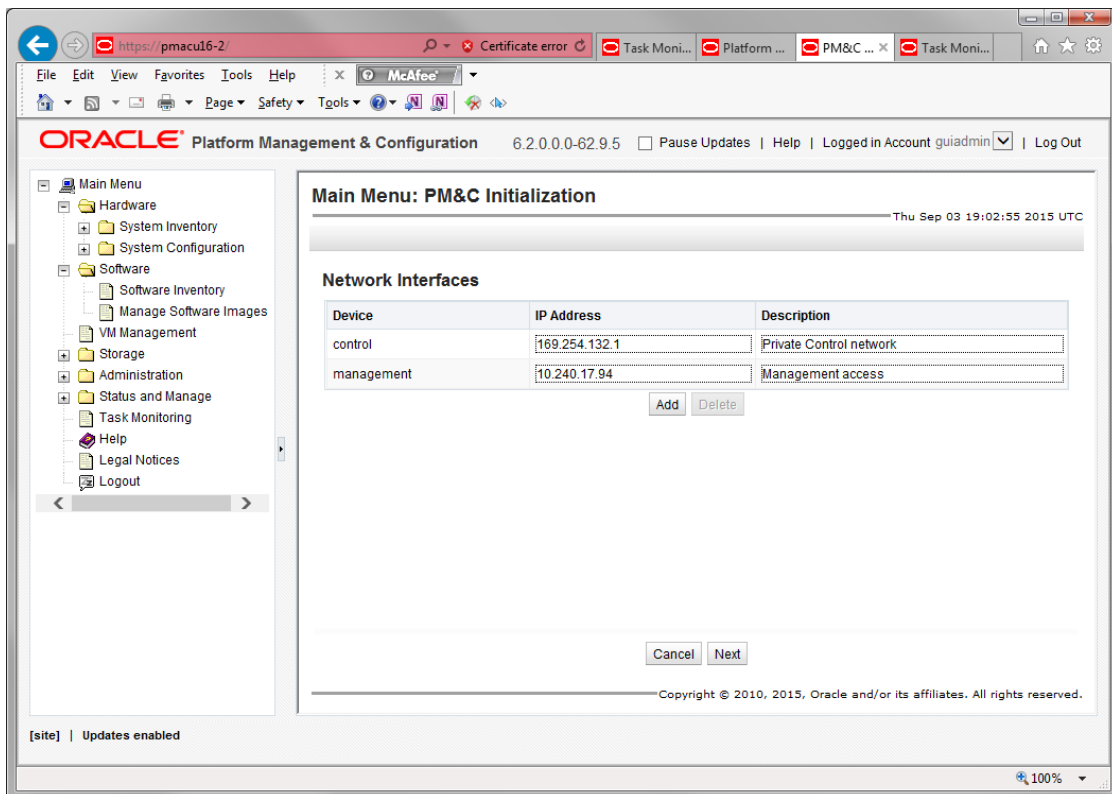 https://pmacu16-2/
Certificate error
Task Moni...
Platform ...
PM&C ...
Task Moni...
File Edit View Favorites Tools Help
McAfee
Page Safety Tools
ORACLE Platform Management & Configuration 6.2.0.0.0-62.9.5 Pause Updates | Help | Logged in Account guiadmin | Log Out
Main Menu
Hardware
System Inventory
System Configuration
Software
Software Inventory
Manage Software Images
VM Management
Storage
Administration
Status and Manage
Task Monitoring
Help
Legal Notices
Logout
Main Menu: PM&C Initialization
Thu Sep 03 19:02:55 2015 UTC
Network Interfaces
Device IP Address Description
control 169.254.132.1 Private Control network
management 10.240.17.94 Management access
Add Delete
Cancel Next
Copyright © 2010, 2015, Oracle and/or its affiliates. All rights reserved.
[site] | Updates enabled
100%